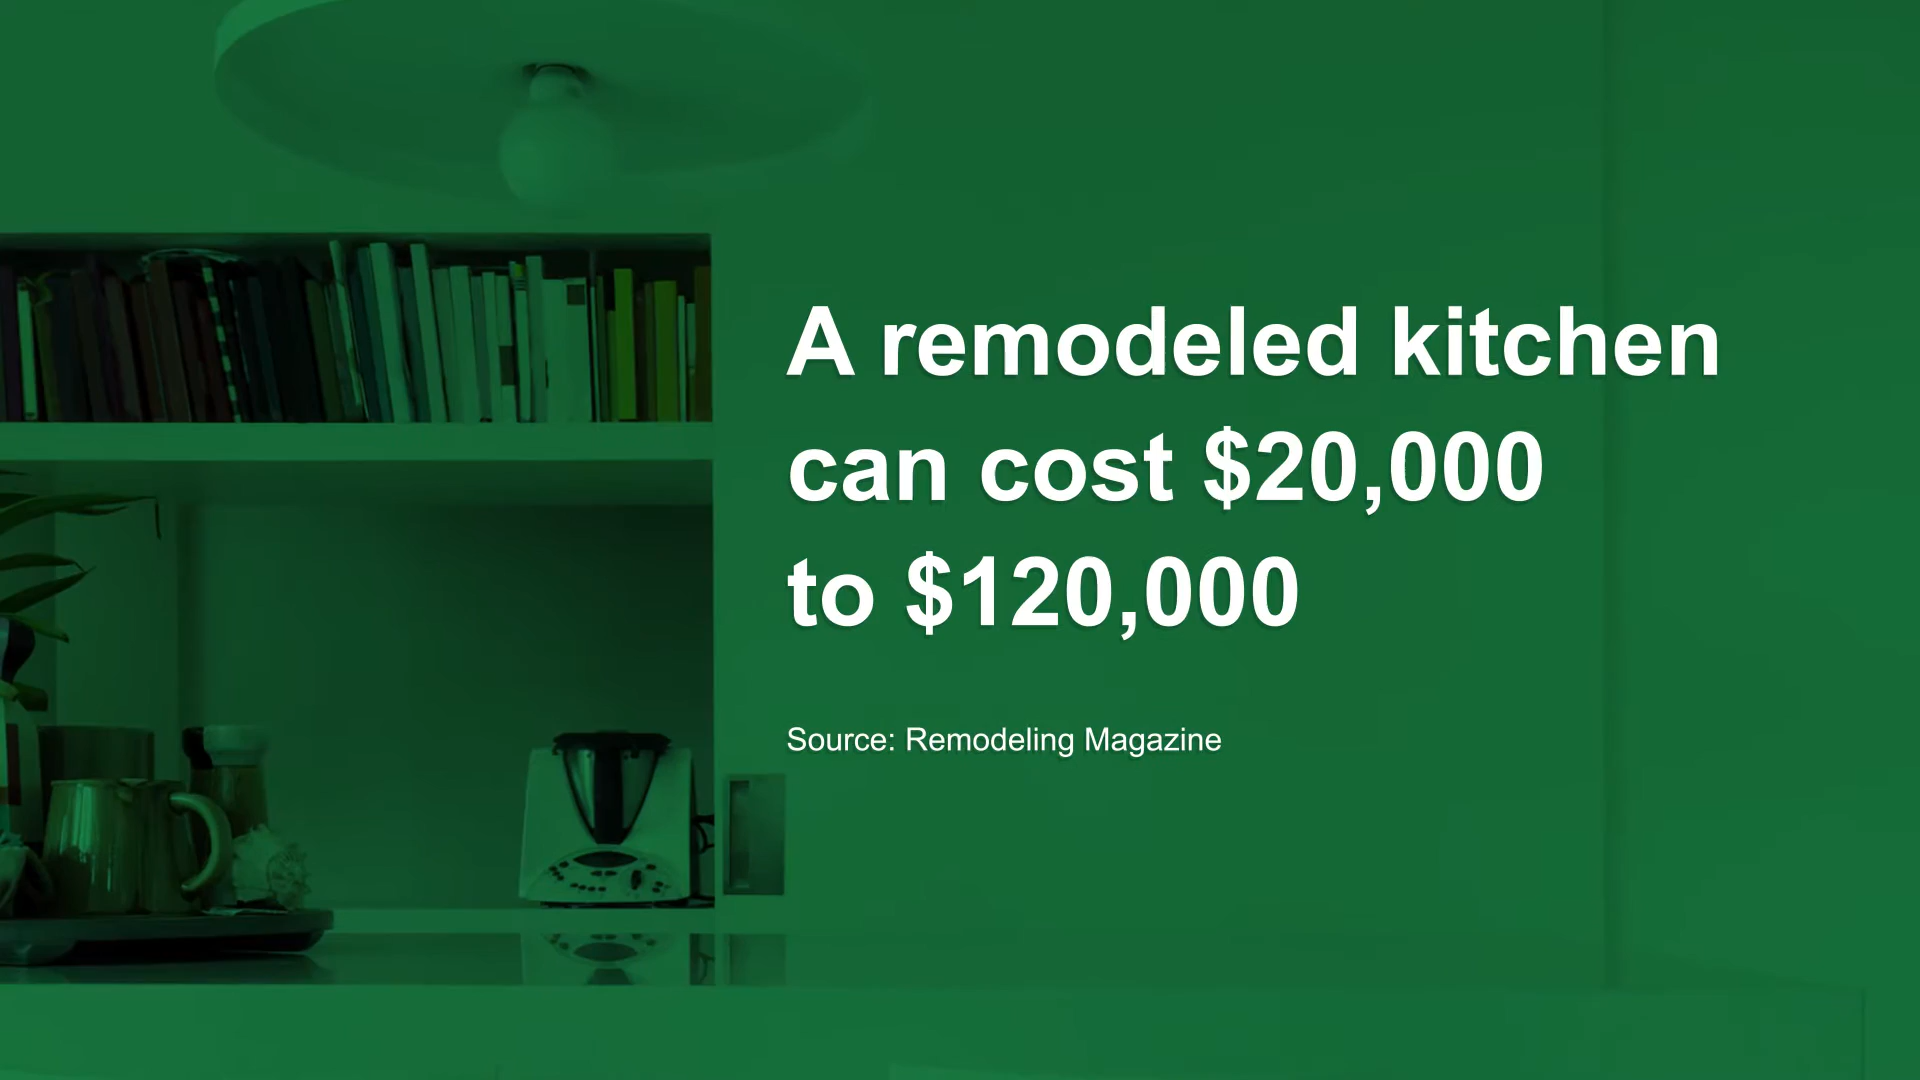 A remodeled kitchen
can cost $20,000
to $120,000
Source: Remodeling Magazine